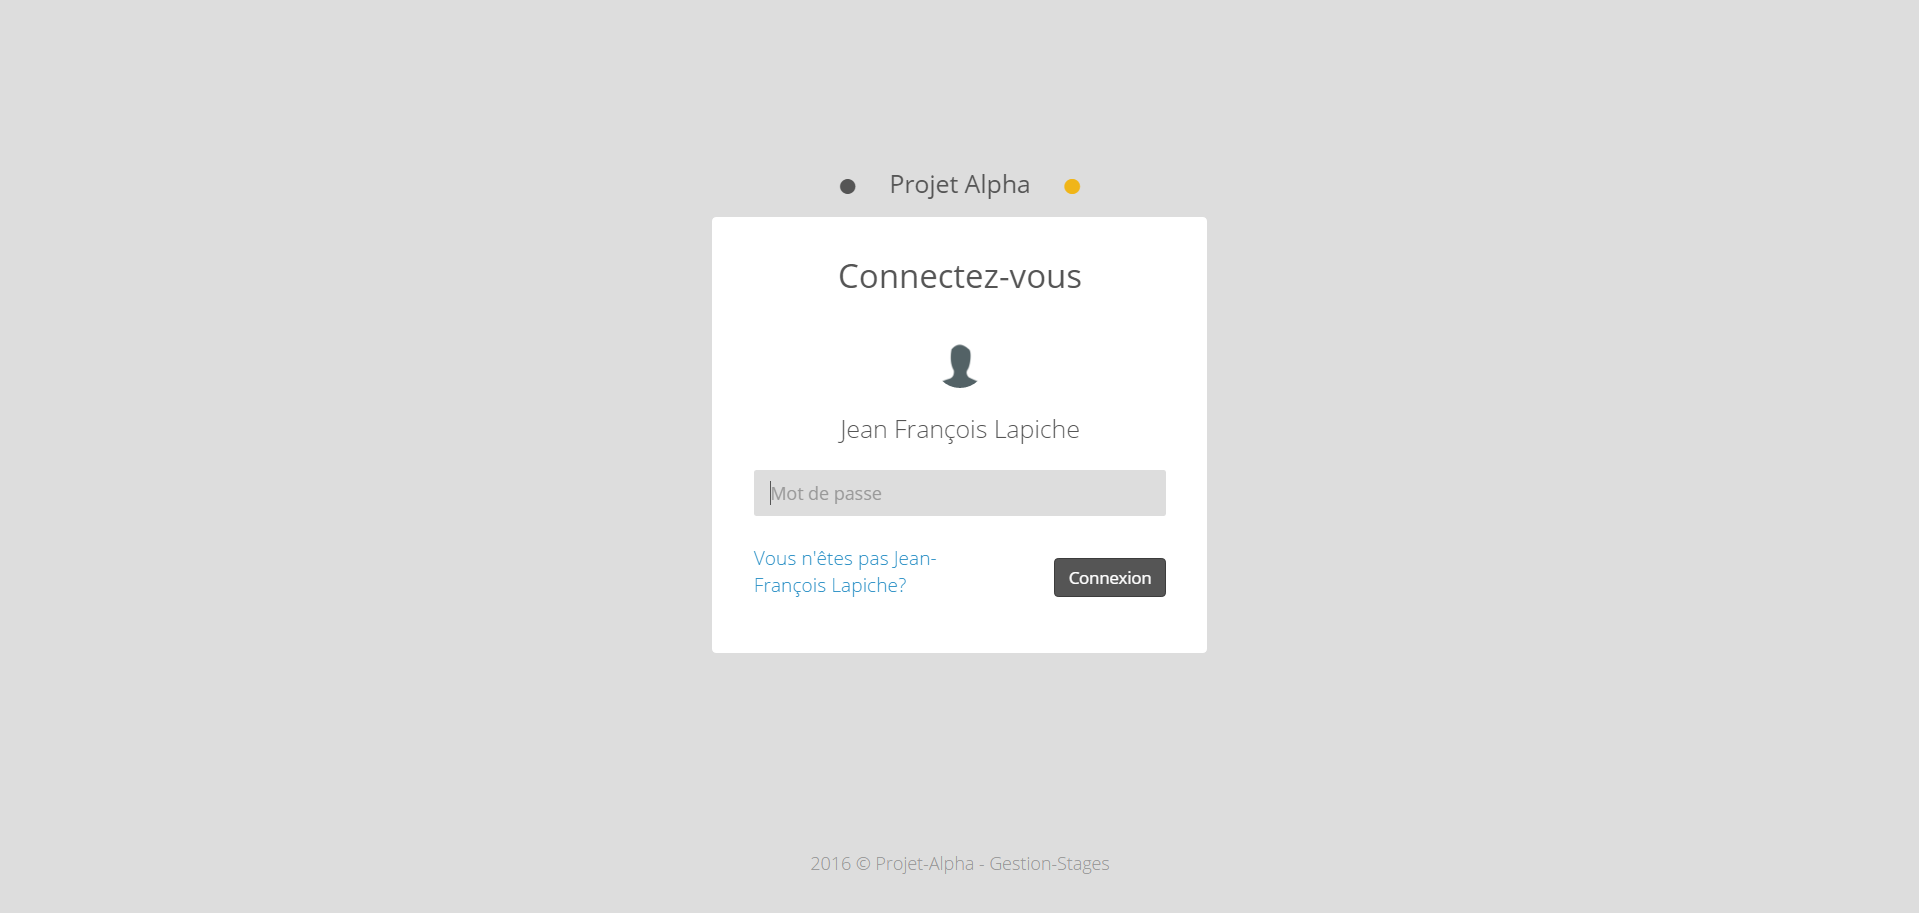 Projet Alpha
Connectez-vous
Jean François Lapiche
Mot de passe
Vous n'êtes pas Jean-
François Lapiche?
Connexion
2016 © Projet-Alpha - Gestion-Stages